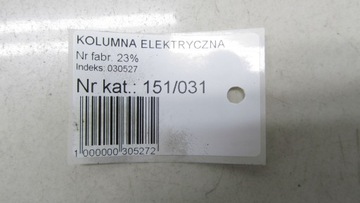 KOLUMNA ELEKTRYCZNA
Nr fabr. 23%
Indeks: 030527
Nr kat.: 151/031
1 000000 305272